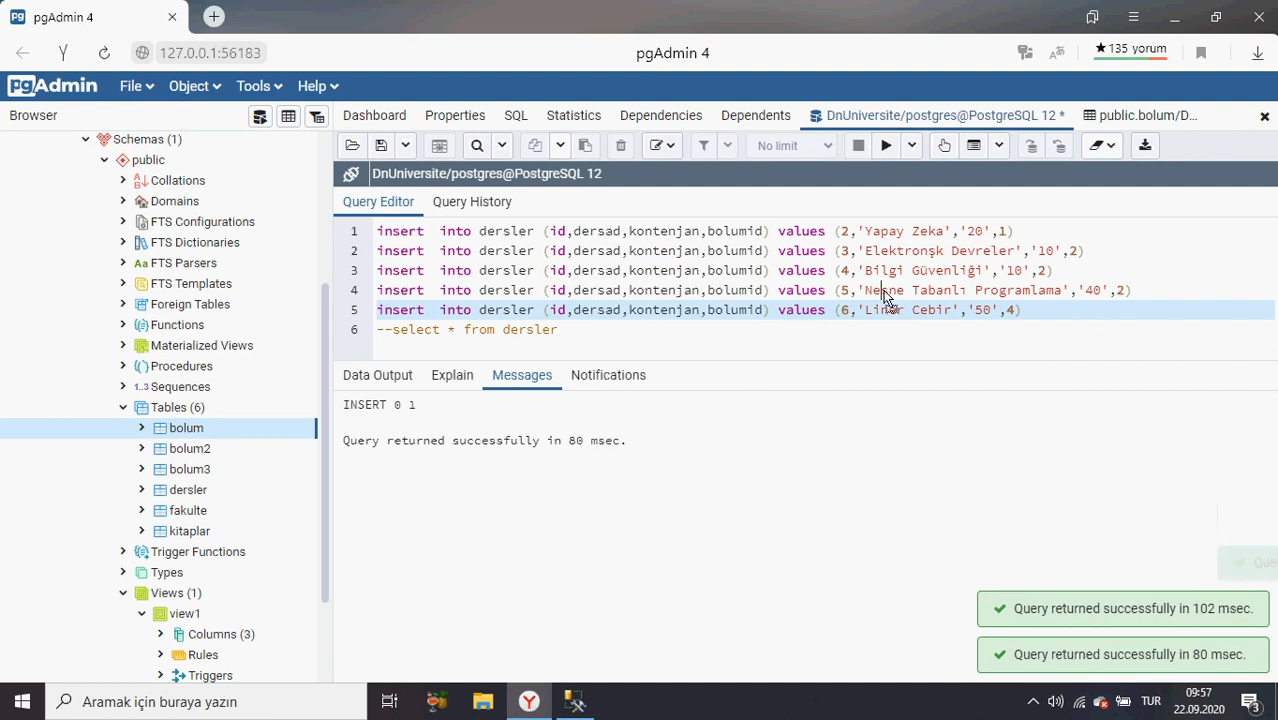 pgAdmin 4
127.0.0.1:56183
pgAdmin 4
135 yorum
pgAdmin
File
Object
Tools
Help
Browser
Dashboard
Properties
SQL
Statistics
Dependencies
Dependents
DnUniversite/postgres@PostgreSQL 12 *
public.bolum/D...
No limit
DnUniversite/postgres@PostgreSQL 12
Query Editor
Query History
1 insert  into dersler (id,dersad,kontenjan,bolumid) values (2,'Yapay Zeka','20',1)
2 insert  into dersler (id,dersad,kontenjan,bolumid) values (3,'Elektronşk Devreler','10',2)
3 insert  into dersler (id,dersad,kontenjan,bolumid) values (4,'Bilgi Güvenliği','10',2)
4 insert  into dersler (id,dersad,kontenjan,bolumid) values (5,'Nesne Tabanlı Programlama','40',2)
5 insert  into dersler (id,dersad,kontenjan,bolumid) values (6,'Lineer Cebir','50',4)
6 --select * from dersler
Data Output
Explain
Messages
Notifications
INSERT 0 1
Query returned successfully in 80 msec.
Schemas (1)
public
Collations
Domains
FTS Configurations
FTS Dictionaries
FTS Parsers
FTS Templates
Foreign Tables
Functions
Materialized Views
Procedures
Sequences
Tables (6)
bolum
bolum2
bolum3
dersler
fakulte
kitaplar
Trigger Functions
Types
Views (1)
view1
Columns (3)
Rules
Triggers
Query returned successfully in 102 msec.
Query returned successfully in 80 msec.
Aramak için buraya yazın
TUR
09:57
22.09.2020
3